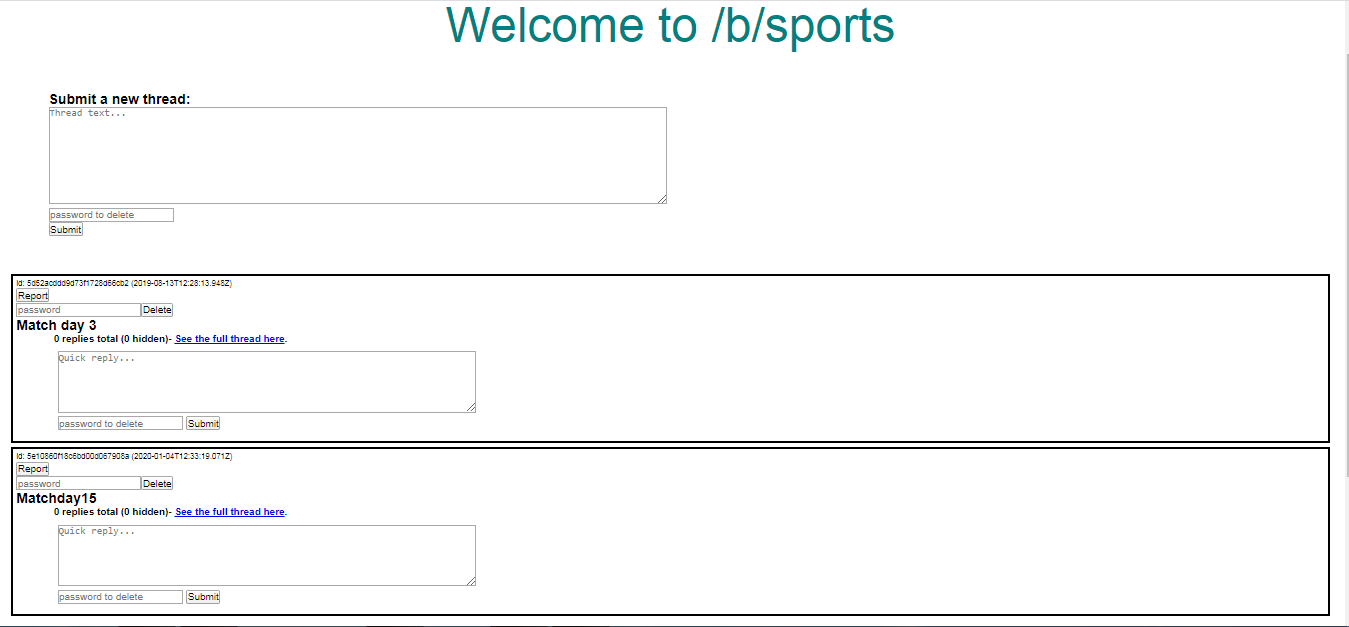 Welcome to /b/sports
Submit a new thread:
Thread text...
password to delete
Submit
id: 5d52acddd9d73f1728d66cb2 (2019-08-13T12:28:13.948Z)
Report
password Delete
Match day 3
0 replies total (0 hidden)- See the full thread here.
Quick reply...
password to delete Submit
id: 5e10860f18c6bd00d067908a (2020-01-04T12:33:19.071Z)
Report
password Delete
Matchday15
0 replies total (0 hidden)- See the full thread here.
Quick reply...
password to delete Submit